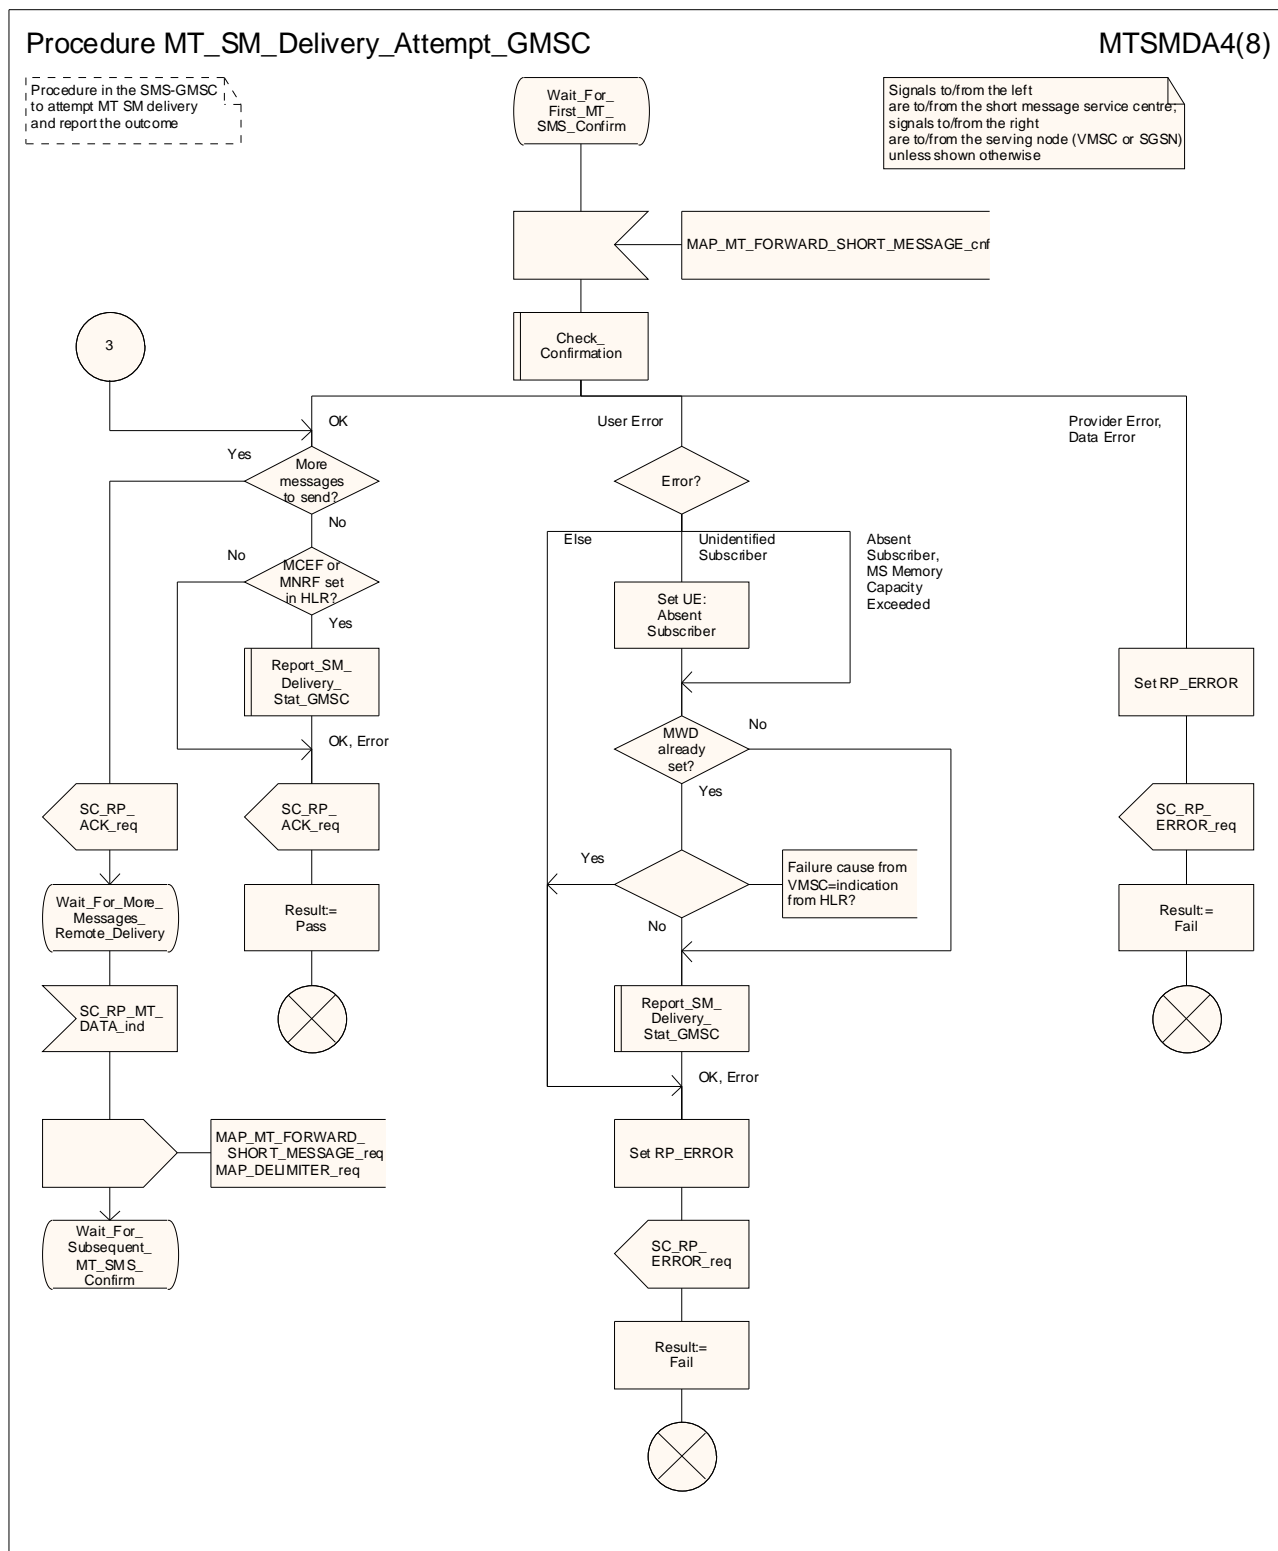 Procedure MT_SM_Delivery_Attempt_GMSC
MTSMDA4(8)
Procedure in the SMS-GMSC
to attempt MT SM delivery
and report the outcome
Wait_For_
First_MT_
SMS_Confirm
Signals to/from the left
are to/from the short message service centre;
signals to/from the right
are to/from the serving node (VMSC or SGSN)
unless shown otherwise
MAP_MT_FORWARD_SHORT_MESSAGE_cnf
Check_
Confirmation
3
OK
User Error
Provider Error,
Data Error
Yes
More
messages
to send?
Error?
No
Else
Unidentified
Subscriber
Absent
Subscriber,
MS Memory
Capacity
Exceeded
No
MCEF or
MNRF set
in HLR?
Yes
Set UE:
Absent
Subscriber
Report_SM_
Delivery_
Stat_GMSC
Set RP_ERROR
OK, Error
MWD
already
set?
No
Yes
SC_RP_
ACK_req
SC_RP_
ACK_req
SC_RP_
ERROR_req
Yes
Failure cause from
VMSC=indication
from HLR?
No
Wait_For_More_
Messages_
Remote_Delivery
Result:=
Pass
Result:=
Fail
SC_RP_MT_
DATA_ind
Report_SM_
Delivery_
Stat_GMSC
OK, Error
MAP_MT_FORWARD_
SHORT_MESSAGE_req
MAP_DELIMITER_req
Set RP_ERROR
Wait_For_
Subsequent_
MT_SMS_
Confirm
SC_RP_
ERROR_req
Result:=
Fail